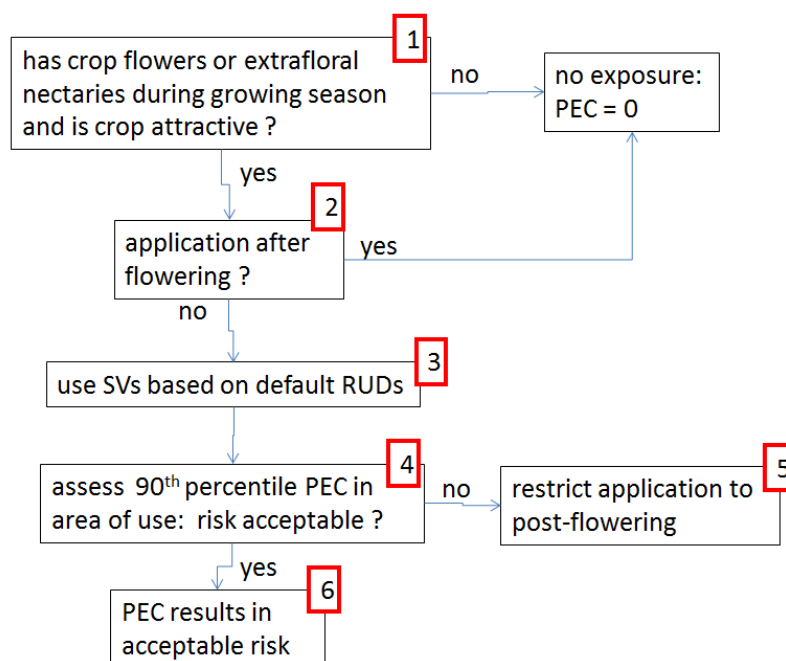 1
has crop flowers or extrafloral
nectaries during growing season
and is crop attractive ?
no
no exposure:
PEC = 0
yes
2
application after
flowering ?
yes
no
3
use SVs based on default RUDs
4
assess 90th percentile PEC in
area of use: risk acceptable ?
no
5
restrict application to
post-flowering
yes
6
PEC results in
acceptable risk